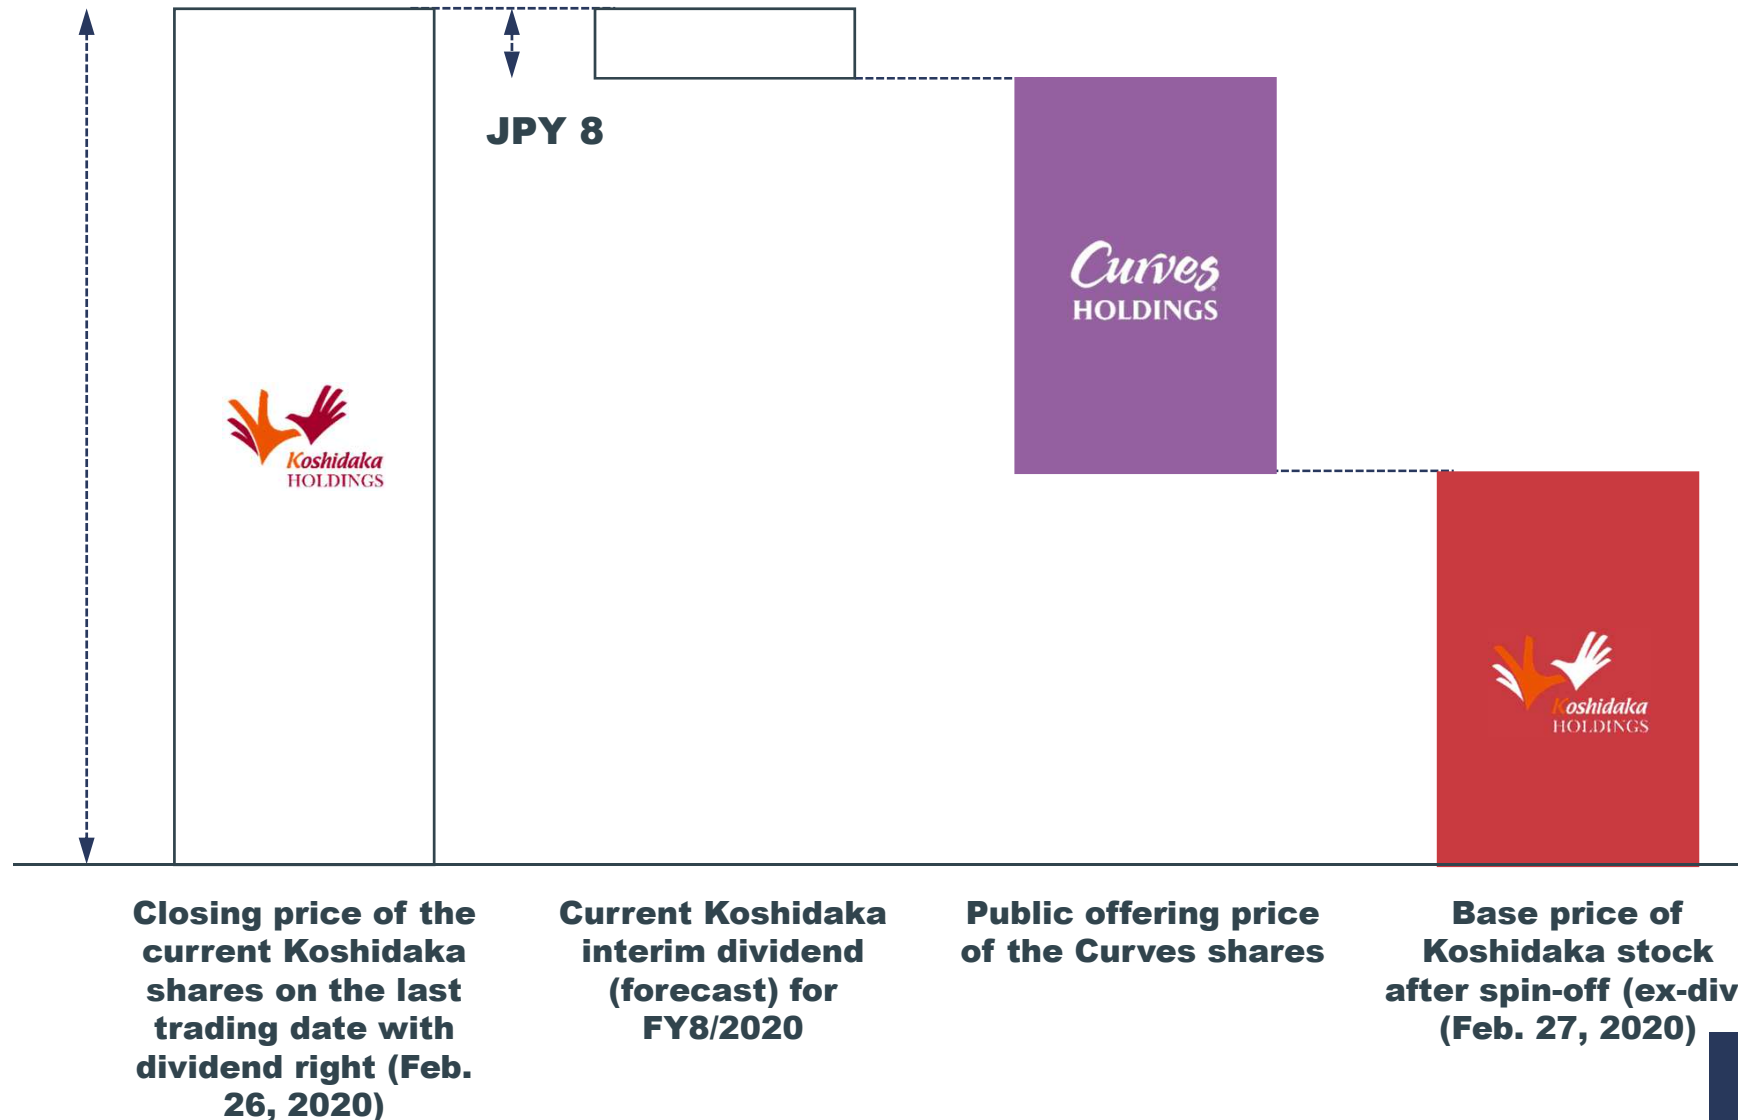 JPY 8
Curves
HOLDINGS
Koshidaka
HOLDINGS
Koshidaka
HOLDINGS
Closing price of the
current Koshidaka
shares on the last
trading date with
dividend right (Feb.
26, 2020)
Current Koshidaka
interim dividend
(forecast) for
FY8/2020
Public offering price
of the Curves shares
Base price of
Koshidaka stock
after spin-off (ex-div
(Feb. 27, 2020)